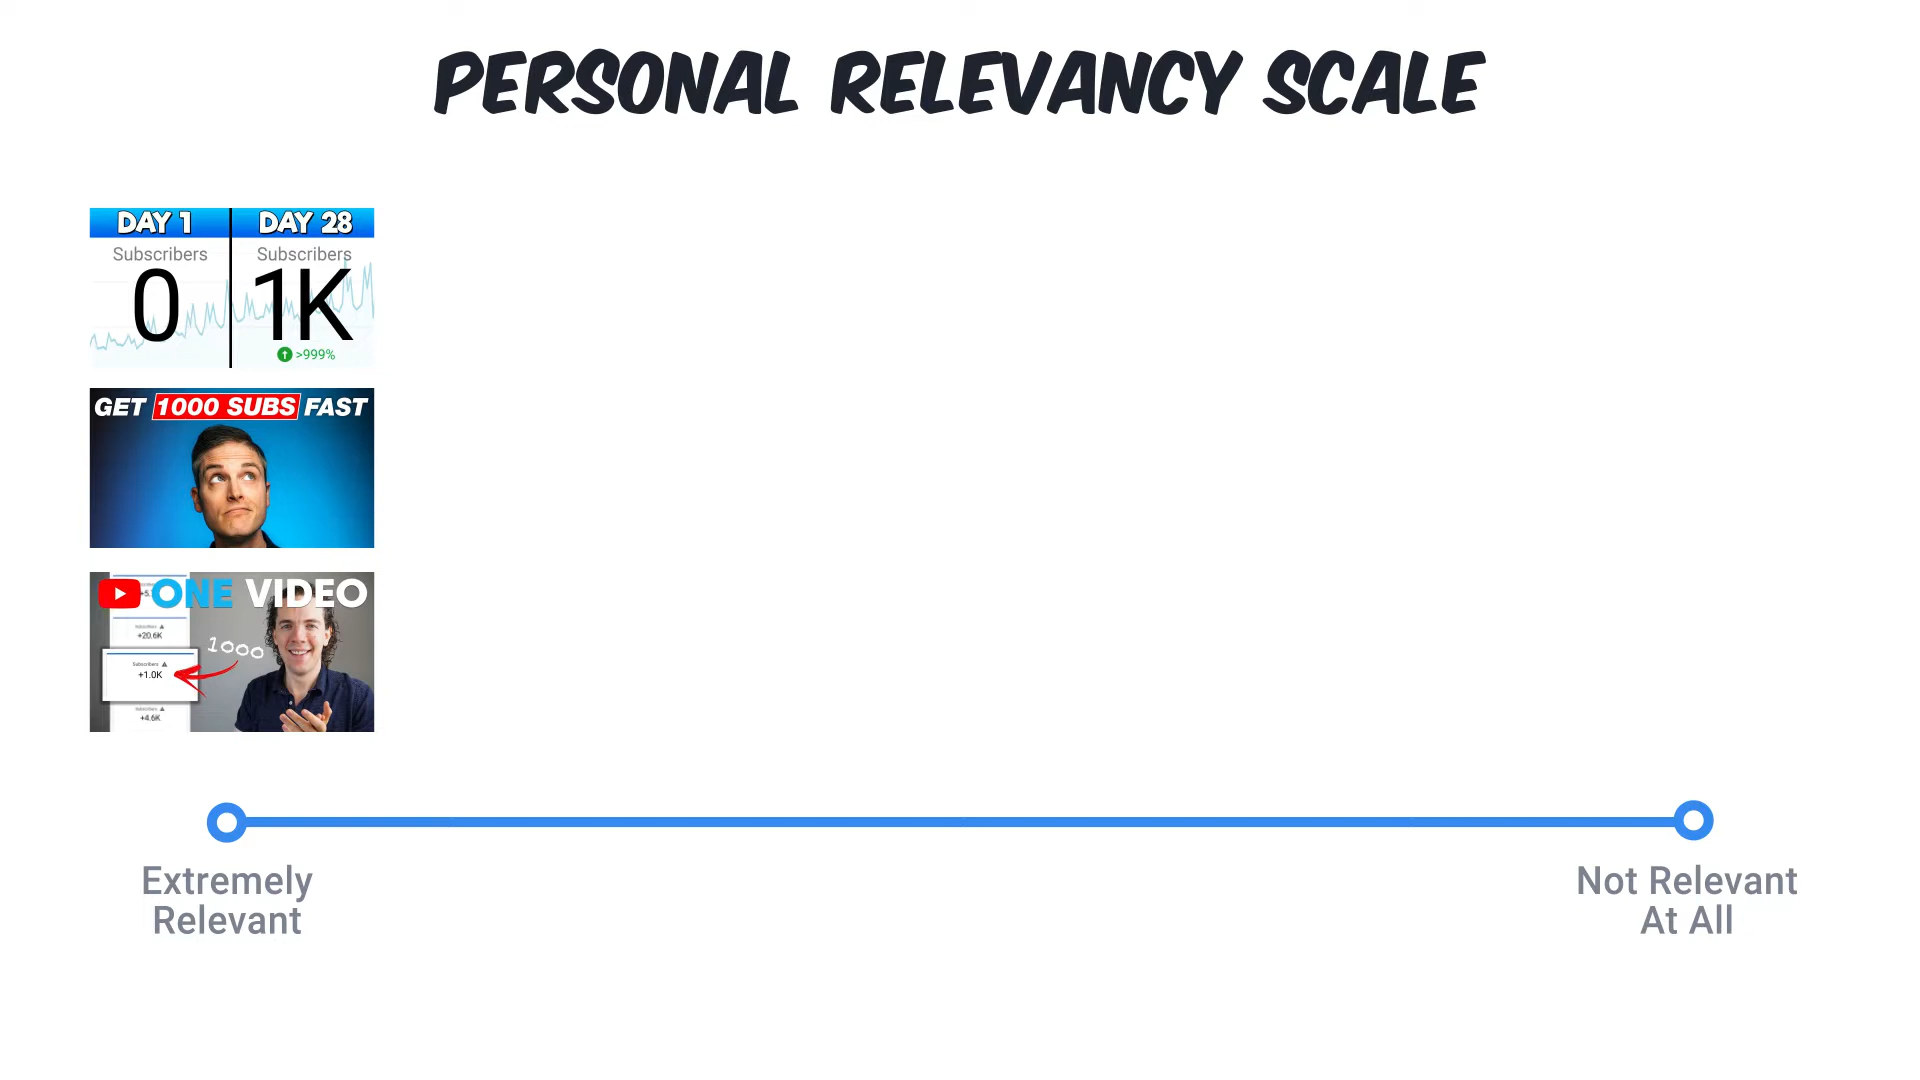 PERSONAL RELEVANCY SCALE
DAY 1
DAY 28
Subscribers
Subscribers
0
1K
>999%
GET 1000 SUBS FAST
ONE VIDEO
+20.6K
1000
Subscribers
+1.0K
+4.6K
Extremely
Relevant
Not Relevant
At All